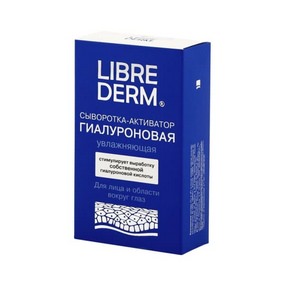 LIBRE
DERM®
СЫВОРОТКА-АКТИВАТОР
ГИАЛУРОНОВАЯ
увлажняющая
стимулирует выработку
собственной
гиалуроновой кислоты
Для лица и области
вокруг глаз